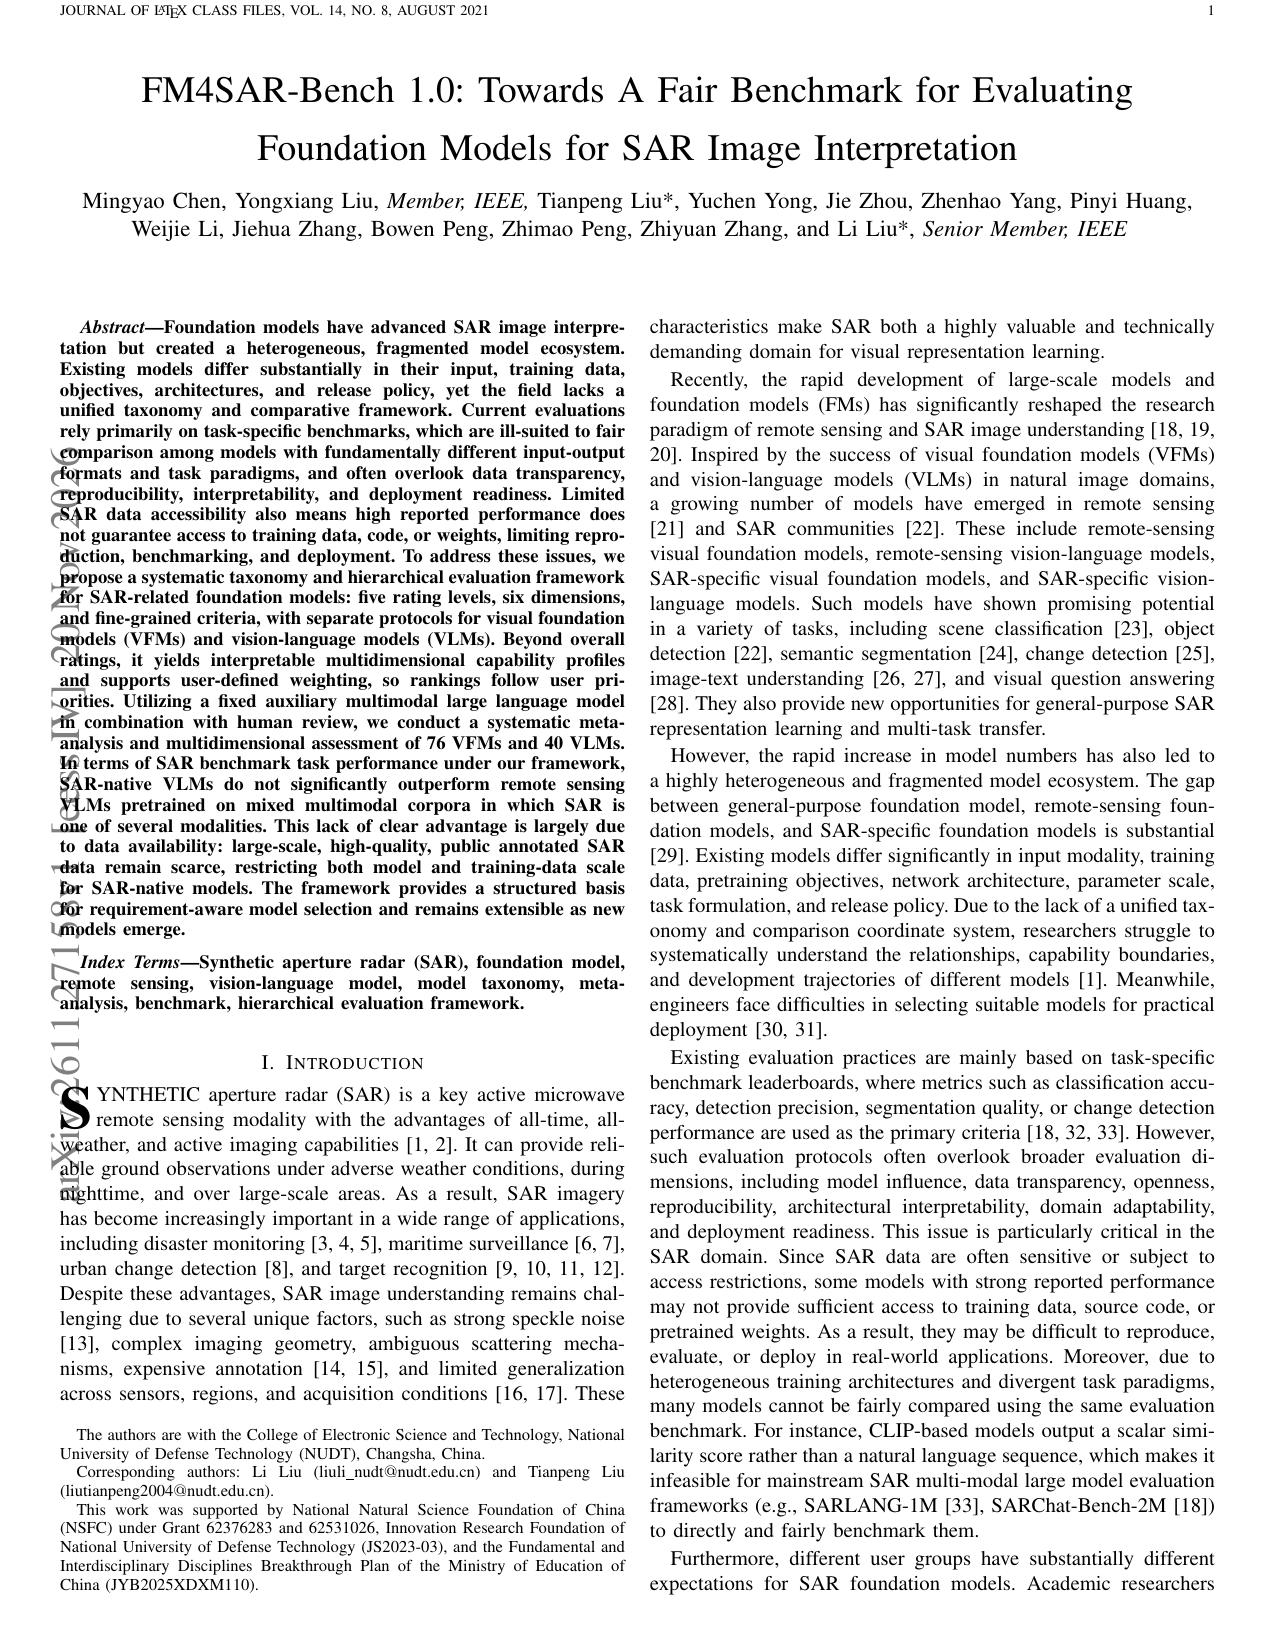 JOURNAL OF LATEX CLASS FILES, VOL. 14, NO. 8, AUGUST 2021
1
FM4SAR-Bench 1.0: Towards A Fair Benchmark for Evaluating
Foundation Models for SAR Image Interpretation
Mingyao Chen, Yongxiang Liu, Member, IEEE, Tianpeng Liu*, Yuchen Yong, Jie Zhou, Zhenhao Yang, Pinyi Huang,
Weijie Li, Jiehua Zhang, Bowen Peng, Zhimao Peng, Zhiyuan Zhang, and Li Liu*, Senior Member, IEEE
Abstract—Foundation models have advanced SAR image interpre-
tation but created a heterogeneous, fragmented model ecosystem.
Existing models differ substantially in their input, training data,
objectives, architectures, and release policy, yet the field lacks a
unified taxonomy and comparative framework. Current evaluations
rely primarily on task-specific benchmarks, which are ill-suited to fair
comparison among models with fundamentally different input-output
formats and task paradigms, and often overlook data transparency,
reproducibility, interpretability, and deployment readiness. Limited
SAR data accessibility also means high reported performance does
not guarantee access to training data, code, or weights, limiting repro-
duction, benchmarking, and deployment. To address these issues, we
propose a systematic taxonomy and hierarchical evaluation framework
for SAR-related foundation models: five rating levels, six dimensions,
and fine-grained criteria, with separate protocols for visual foundation
models (VFMs) and vision-language models (VLMs). Beyond overall
ratings, it yields interpretable multidimensional capability profiles
and supports user-defined weighting, so rankings follow user pri-
orities. Utilizing a fixed auxiliary multimodal large language model
in combination with human review, we conduct a systematic meta-
analysis and multidimensional assessment of 76 VFMs and 40 VLMs.
In terms of SAR benchmark task performance under our framework,
SAR-native VLMs do not significantly outperform remote sensing
VLMs pretrained on mixed multimodal corpora in which SAR is
one of several modalities. This lack of clear advantage is largely due
to data availability: large-scale, high-quality, public annotated SAR
data remain scarce, restricting both model and training-data scale
for SAR-native models. The framework provides a structured basis
for requirement-aware model selection and remains extensible as new
models emerge.
Index Terms—Synthetic aperture radar (SAR), foundation model,
remote sensing, vision-language model, model taxonomy, meta-
analysis, benchmark, hierarchical evaluation framework.
I. INTRODUCTION
SYNTHETIC aperture radar (SAR) is a key active microwave
remote sensing modality with the advantages of all-time, all-
weather, and active imaging capabilities [1, 2]. It can provide reli-
able ground observations under adverse weather conditions, during
nighttime, and over large-scale areas. As a result, SAR imagery
has become increasingly important in a wide range of applications,
including disaster monitoring [3, 4, 5], maritime surveillance [6, 7],
urban change detection [8], and target recognition [9, 10, 11, 12].
Despite these advantages, SAR image understanding remains chal-
lenging due to several unique factors, such as strong speckle noise
[13], complex imaging geometry, ambiguous scattering mecha-
nisms, expensive annotation [14, 15], and limited generalization
across sensors, regions, and acquisition conditions [16, 17]. These
The authors are with the College of Electronic Science and Technology, National
University of Defense Technology (NUDT), Changsha, China.
Corresponding authors: Li Liu (liuli_nudt@nudt.edu.cn) and Tianpeng Liu
(liutianpeng2004@nudt.edu.cn).
This work was supported by National Natural Science Foundation of China
(NSFC) under Grant 62376283 and 62531026, Innovation Research Foundation of
National University of Defense Technology (JS2023-03), and the Fundamental and
Interdisciplinary Disciplines Breakthrough Plan of the Ministry of Education of
China (JYB2025XDXM110).
characteristics make SAR both a highly valuable and technically
demanding domain for visual representation learning.
Recently, the rapid development of large-scale models and
foundation models (FMs) has significantly reshaped the research
paradigm of remote sensing and SAR image understanding [18, 19,
20]. Inspired by the success of visual foundation models (VFMs)
and vision-language models (VLMs) in natural image domains,
a growing number of models have emerged in remote sensing
[21] and SAR communities [22]. These include remote-sensing
visual foundation models, remote-sensing vision-language models,
SAR-specific visual foundation models, and SAR-specific vision-
language models. Such models have shown promising potential
in a variety of tasks, including scene classification [23], object
detection [22], semantic segmentation [24], change detection [25],
image-text understanding [26, 27], and visual question answering
[28]. They also provide new opportunities for general-purpose SAR
representation learning and multi-task transfer.
However, the rapid increase in model numbers has also led to
a highly heterogeneous and fragmented model ecosystem. The gap
between general-purpose foundation model, remote-sensing foun-
dation models, and SAR-specific foundation models is substantial
[29]. Existing models differ significantly in input modality, training
data, pretraining objectives, network architecture, parameter scale,
task formulation, and release policy. Due to the lack of a unified tax-
onomy and comparison coordinate system, researchers struggle to
systematically understand the relationships, capability boundaries,
and development trajectories of different models [1]. Meanwhile,
engineers face difficulties in selecting suitable models for practical
deployment [30, 31].
Existing evaluation practices are mainly based on task-specific
benchmark leaderboards, where metrics such as classification accu-
racy, detection precision, segmentation quality, or change detection
performance are used as the primary criteria [18, 32, 33]. However,
such evaluation protocols often overlook broader evaluation di-
mensions, including model influence, data transparency, openness,
reproducibility, architectural interpretability, domain adaptability,
and deployment readiness. This issue is particularly critical in the
SAR domain. Since SAR data are often sensitive or subject to
access restrictions, some models with strong reported performance
may not provide sufficient access to training data, source code, or
pretrained weights. As a result, they may be difficult to reproduce,
evaluate, or deploy in real-world applications. Moreover, due to
heterogeneous training architectures and divergent task paradigms,
many models cannot be fairly compared using the same evaluation
benchmark. For instance, CLIP-based models output a scalar simi-
larity score rather than a natural language sequence, which makes it
infeasible for mainstream SAR multi-modal large model evaluation
frameworks (e.g., SARLANG-1M [33], SARChat-Bench-2M [18])
to directly and fairly benchmark them.
Furthermore, different user groups have substantially different
expectations for SAR foundation models. Academic researchers